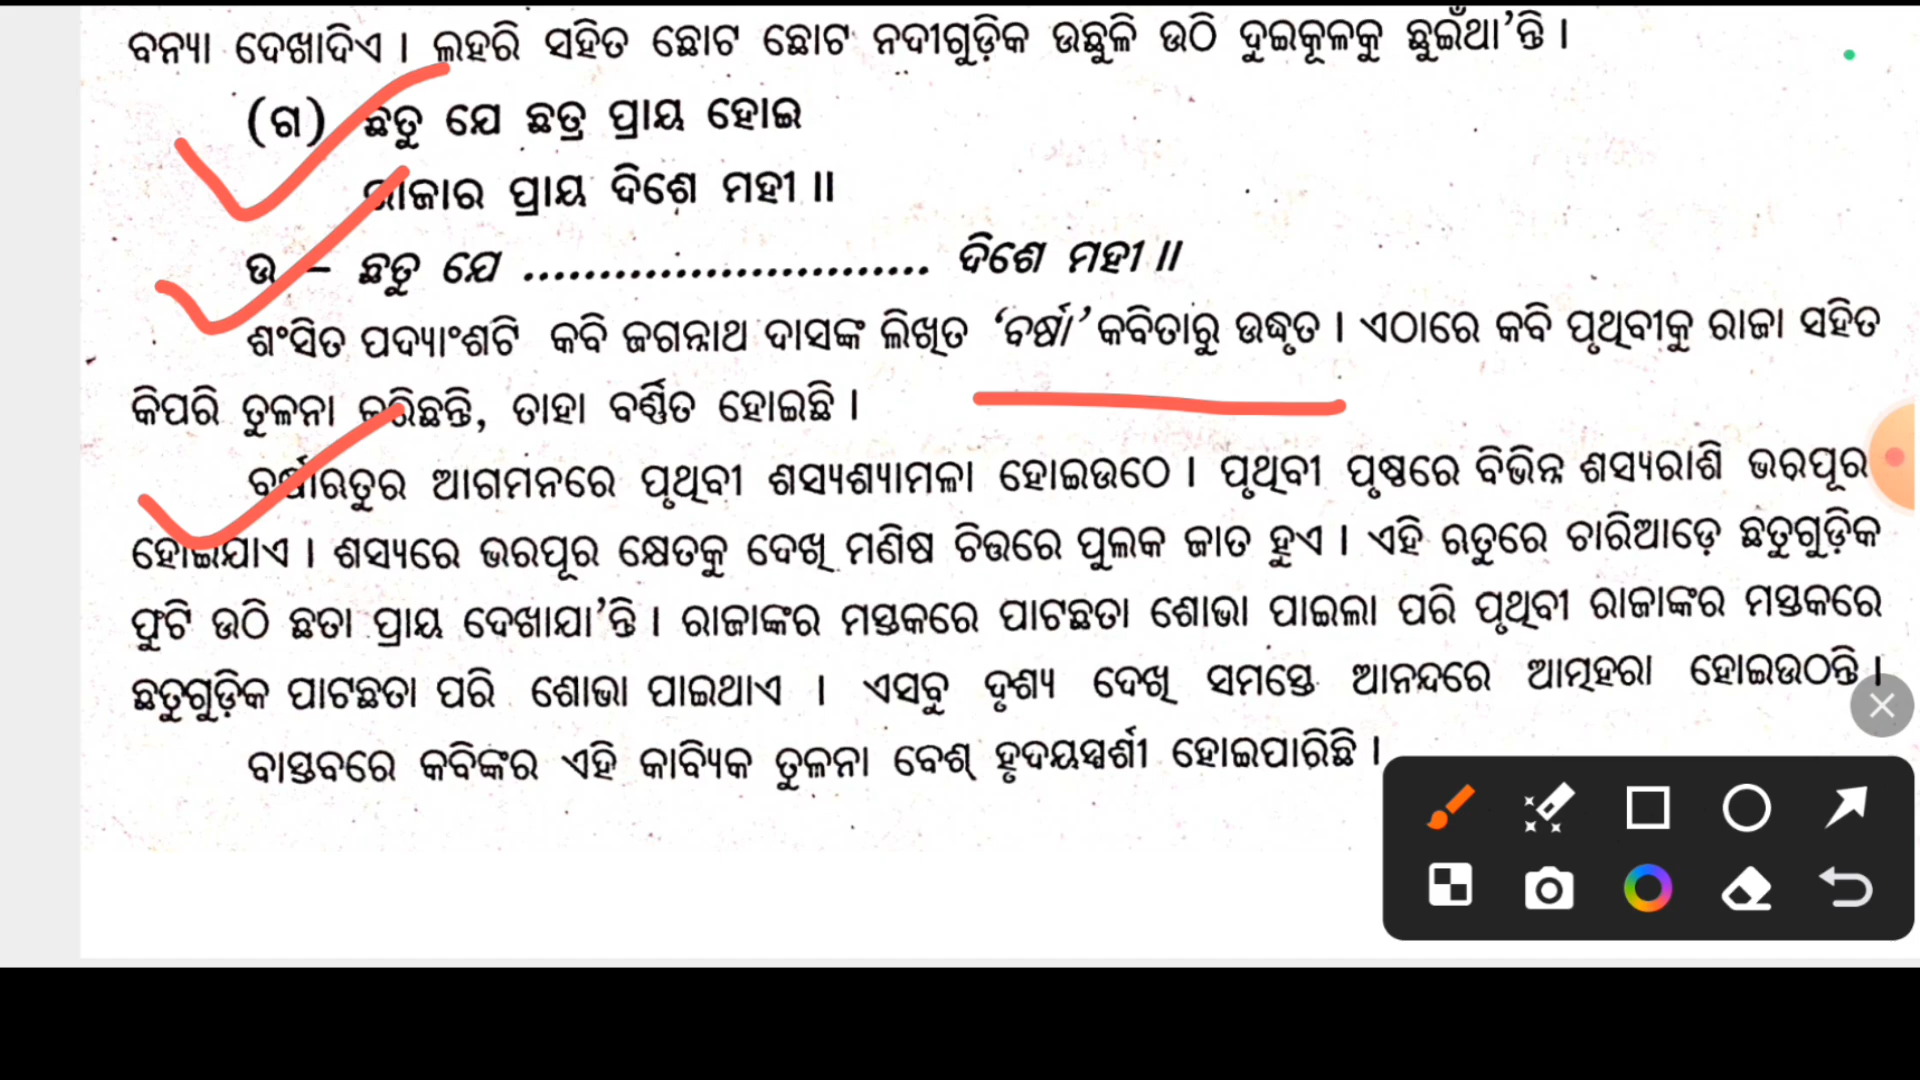 ବନ୍ୟା ଦେଖାଦିଏ । ଲହରି ସହିତ ଛୋଟ ଛୋଟ ନଦୀଗୁଡ଼ିକ ଉଛୁଳି ଉଠି ଦୁଇକୂଳକୁ ଛୁଇଁଥା’ନ୍ତି ।
(ଗ) ଛତୁ ଯେ ଛତ୍ର ପ୍ରାୟ ହୋଇ
ରାଜାର ପ୍ରାୟ ଦିଶେ ମହୀ ॥
ଉ – ଛତୁ ଯେ ........................... ଦିଶେ ମହୀ ॥
ଶଂସିତ ପଦ୍ୟାଂଶଟି କବି ଜଗନ୍ନାଥ ଦାସଙ୍କ ଲିଖିତ ‘ବର୍ଷା’ କବିତାରୁ ଉଦ୍ଧୃତ । ଏଠାରେ କବି ପୃଥିବୀକୁ ରାଜା ସହିତ
କିପରି ତୁଳନା କରିଛନ୍ତି, ତାହା ବର୍ଣ୍ଣିତ ହୋଇଛି ।
ବର୍ଷାଋତୁର ଆଗମନରେ ପୃଥିବୀ ଶସ୍ୟଶ୍ୟାମଳା ହୋଇଉଠେ । ପୃଥିବୀ ପୃଷ୍ଠରେ ବିଭିନ୍ନ ଶସ୍ୟରାଶି ଭରପୂର
ହୋଇଯାଏ । ଶସ୍ୟରେ ଭରପୂର କ୍ଷେତକୁ ଦେଖି ମଣିଷ ଚିତ୍ତରେ ପୁଲକ ଜାତ ହୁଏ । ଏହି ଋତୁରେ ଚାରିଆଡ଼େ ଛତୁଗୁଡ଼ିକ
ଫୁଟି ଉଠି ଛତା ପ୍ରାୟ ଦେଖାଯା’ନ୍ତି । ରାଜାଙ୍କର ମସ୍ତକରେ ପାଟଛତା ଶୋଭା ପାଇଲା ପରି ପୃଥିବୀ ରାଜାଙ୍କର ମସ୍ତକରେ
ଛତୁଗୁଡ଼ିକ ପାଟଛତା ପରି ଶୋଭା ପାଇଥାଏ । ଏସବୁ ଦୃଶ୍ୟ ଦେଖି ସମସ୍ତେ ଆନନ୍ଦରେ ଆତ୍ମହରା ହୋଇଉଠନ୍ତି ।
ବାସ୍ତବରେ କବିଙ୍କର ଏହି କାବ୍ୟିକ ତୁଳନା ବେଶ୍ ହୃଦୟସ୍ପର୍ଶୀ ହୋଇପାରିଛି ।